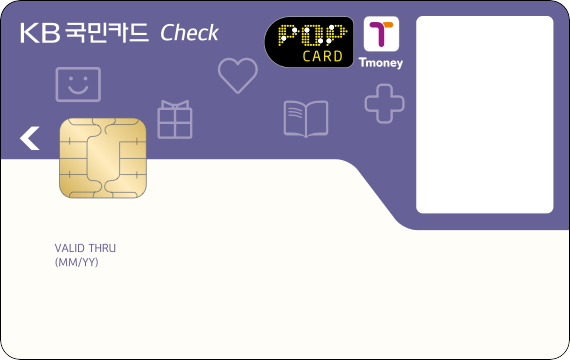 KB 국민카드 Check
POP
CARD
Tmoney
VALID THRU
(MM/YY)